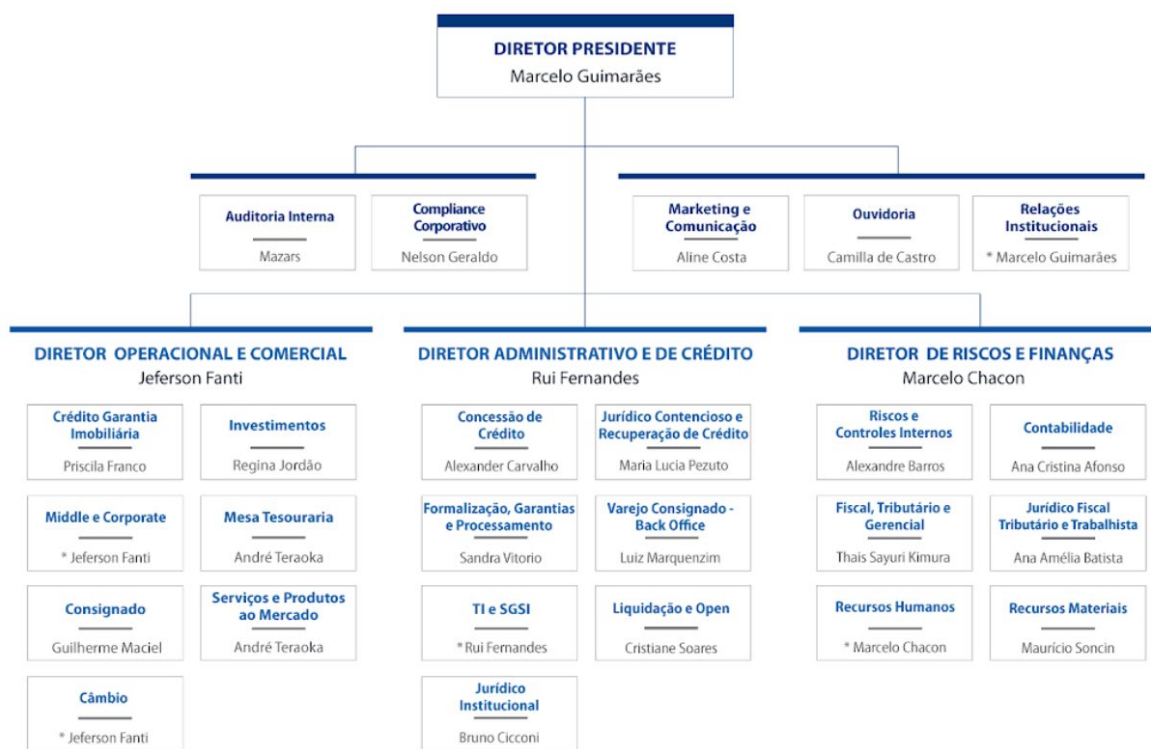 DIRETOR PRESIDENTE
Marcelo Guimarães
Auditoria Interna
Mazars
Compliance
Corporativo
Nelson Geraldo
Marketing e
Comunicação
Aline Costa
Ouvidoria
Camilla de Castro
Relações
Institucionais
* Marcelo Guimarães
DIRETOR OPERACIONAL E COMERCIAL
Jeferson Fanti
Crédito Garantia
Imobiliária
Priscila Franco
Investimentos
Regina Jordão
Middle e Corporate
* Jeferson Fanti
Mesa Tesouraria
André Teraoka
Consignado
Guilherme Maciel
Serviços e Produtos
ao Mercado
André Teraoka
Câmbio
* Jeferson Fanti
DIRETOR ADMINISTRATIVO E DE CRÉDITO
Rui Fernandes
Concessão de
Crédito
Alexander Carvalho
Jurídico Contencioso e
Recuperação de Crédito
Maria Lucia Pezuto
Formalização, Garantias
e Processamento
Sandra Vitorio
Varejo Consignado -
Back Office
Luiz Marquenzim
TI e SGSI
* Rui Fernandes
Liquidação e Open
Cristiane Soares
Jurídico
Institucional
Bruno Cicconi
DIRETOR DE RISCOS E FINANÇAS
Marcelo Chacon
Riscos e
Controles Internos
Alexandre Barros
Contabilidade
Ana Cristina Afonso
Fiscal, Tributário e
Gerencial
Thais Sayuri Kimura
Jurídico Fiscal
Tributário e Trabalhista
Ana Amélia Batista
Recursos Humanos
* Marcelo Chacon
Recursos Materiais
Maurício Soncin